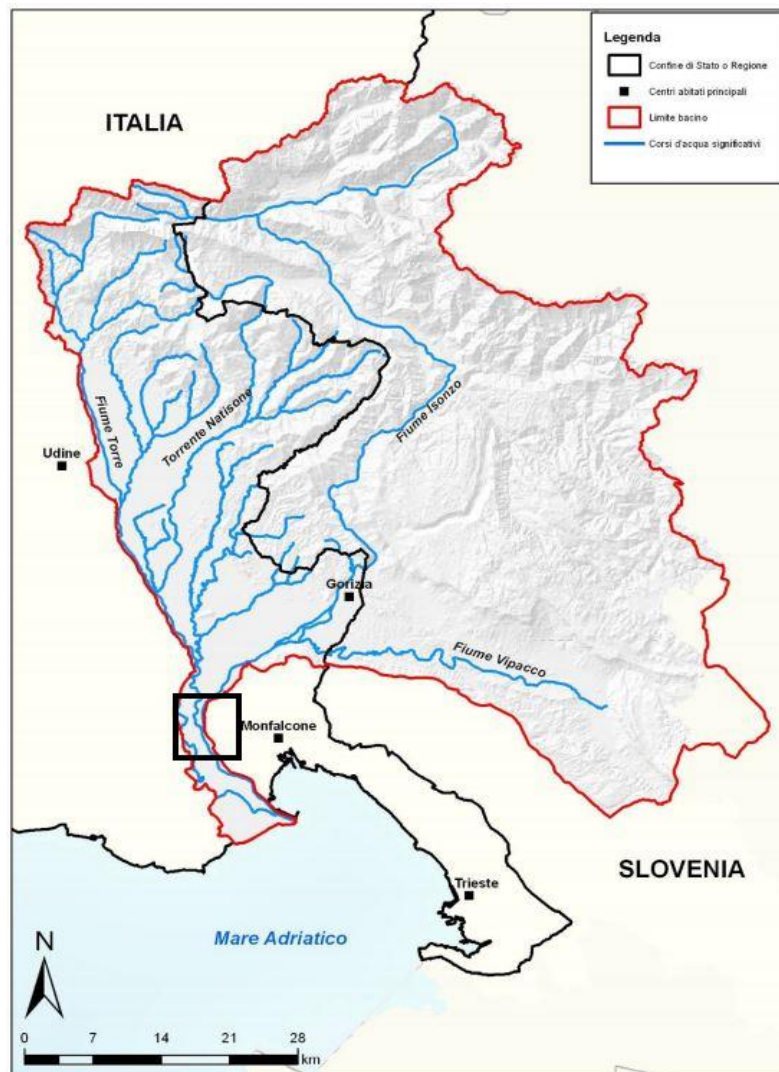 Legenda
Confine di Stato o Regione
Centri abitati principali
Limite bacino
Corsi d'acqua significativi
ITALIA
Fiume Torre
Torrente Natisone
Fiume Isonzo
Udine
Gorizia
Fiume Vipacco
Monfalcone
SLOVENIA
Trieste
Mare Adriatico
N
0 7 14 21 28
km